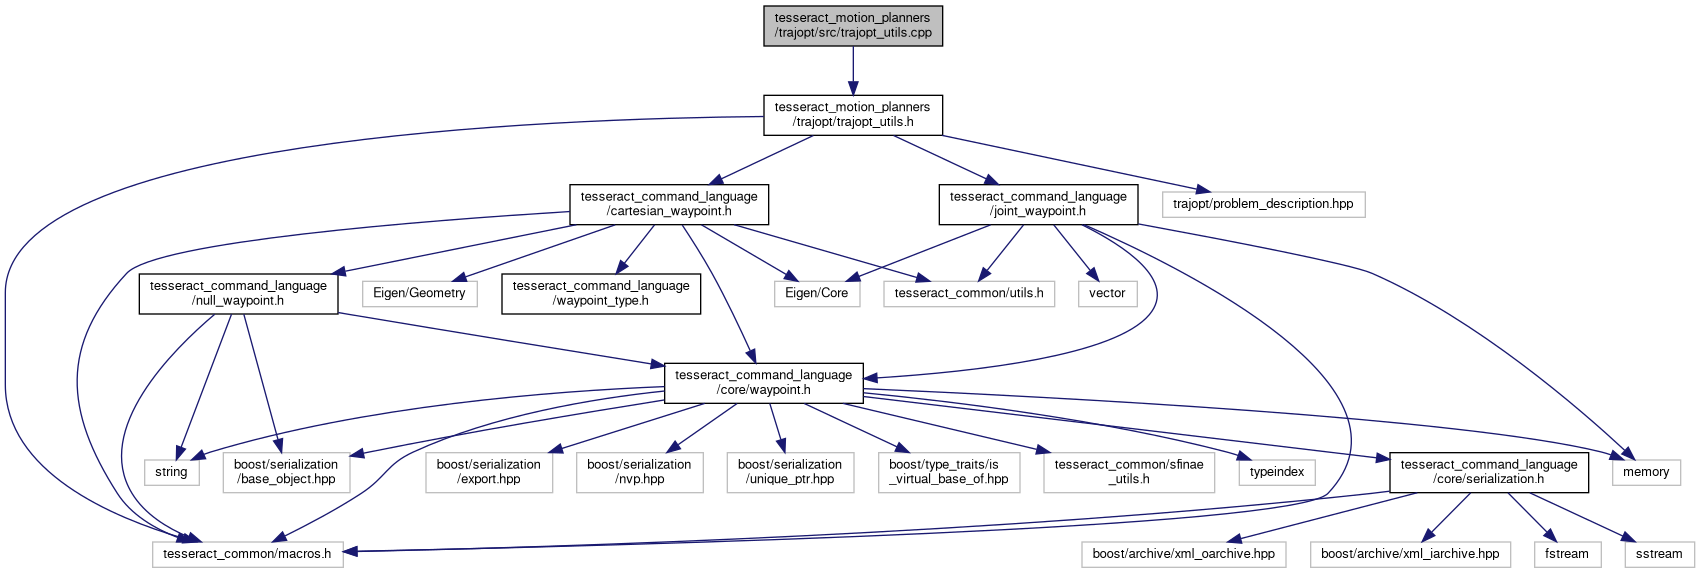 tesseract_motion_planners
/trajopt/src/trajopt_utils.cpp
tesseract_motion_planners
/trajopt/trajopt_utils.h
tesseract_command_language
/cartesian_waypoint.h
tesseract_command_language
/joint_waypoint.h
trajopt/problem_description.hpp
tesseract_command_language
/null_waypoint.h
Eigen/Geometry
tesseract_command_language
/waypoint_type.h
Eigen/Core
tesseract_common/utils.h
vector
tesseract_command_language
/core/waypoint.h
string
boost/serialization
/base_object.hpp
boost/serialization
/export.hpp
boost/serialization
/nvp.hpp
boost/serialization
/unique_ptr.hpp
boost/type_traits/is
_virtual_base_of.hpp
tesseract_common/sfinae
_utils.h
typeindex
tesseract_command_language
/core/serialization.h
memory
tesseract_common/macros.h
boost/archive/xml_oarchive.hpp
boost/archive/xml_iarchive.hpp
fstream
sstream